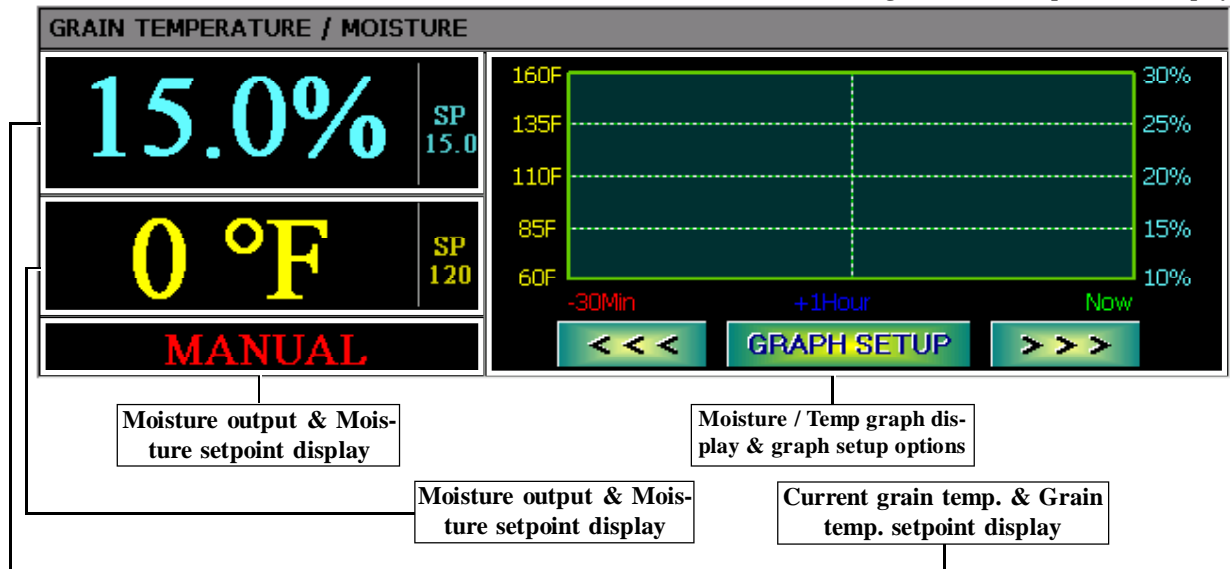 GRAIN TEMPERATURE / MOISTURE
15.0%
SP
15.0
0 °F
SP
120
MANUAL
160F
135F
110F
85F
60F
30%
25%
20%
15%
10%
-30Min
+1Hour
Now
<<<
GRAPH SETUP
>>>
Moisture output & Mois-
ture setpoint display
Moisture / Temp graph dis-
play & graph setup options
Moisture output & Mois-
ture setpoint display
Current grain temp. & Grain
temp. setpoint display